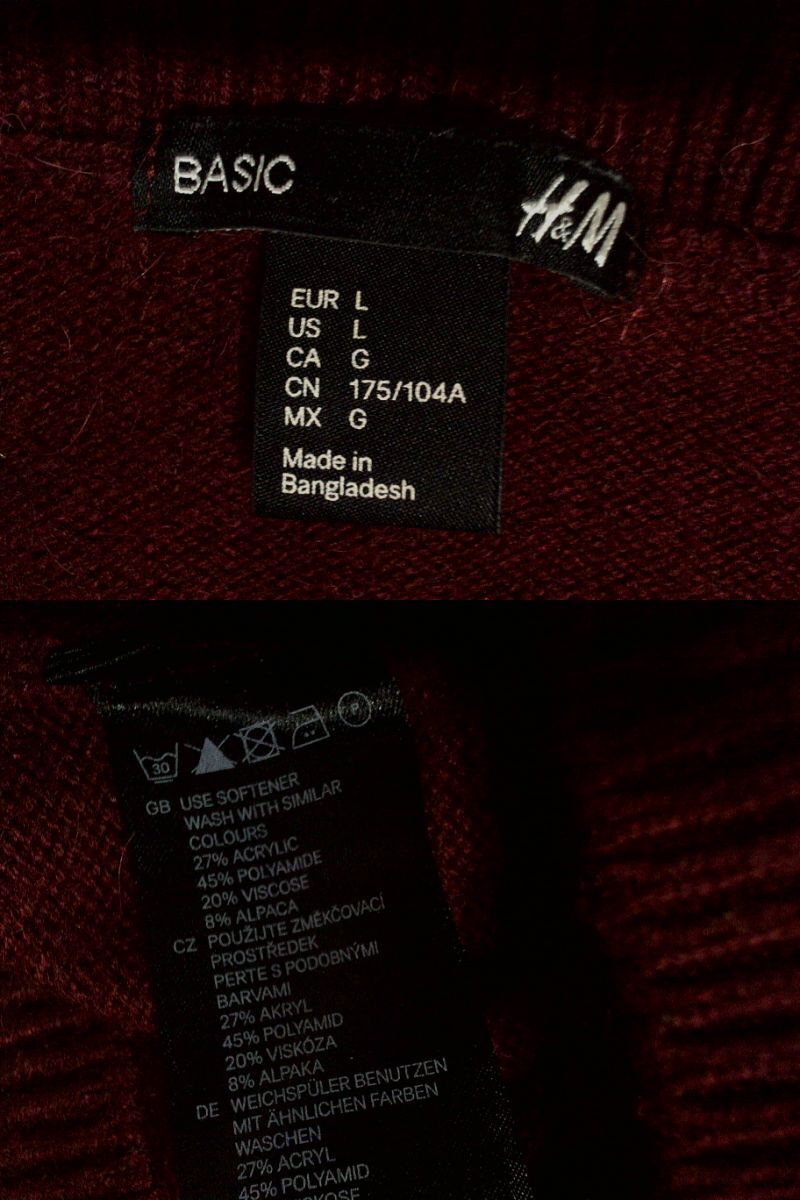 BASIC
H&M
EUR L
US L
CA G
CN 175/104A
MX G
Made in
Bangladesh
30
P
GB USE SOFTENER
WASH WITH SIMILAR
COLOURS
27% ACRYLIC
45% POLYAMIDE
20% VISCOSE
8% ALPACA
CZ POUŽIJTE ZMĚKČOVACÍ
PROSTŘEDEK
PERTE S PODOBNÝMI
BARVAMI
27% AKRYL
45% POLYAMID
20% VISKÓZA
8% ALPAKA
DE WEICHSPÜLER BENUTZEN
MIT ÄHNLICHEN FARBEN
WASCHEN
27% ACRYL
45% POLYAMID